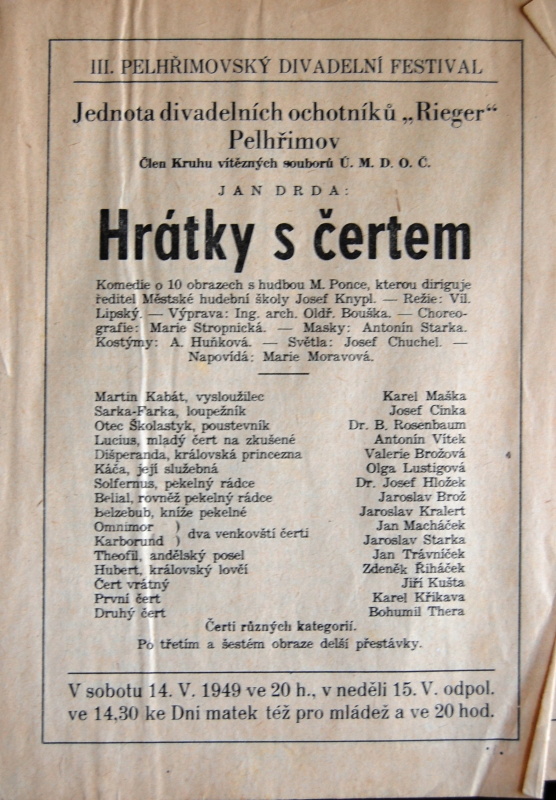 III. PELHŘIMOVSKÝ DIVADELNÍ FESTIVAL
Jednota divadelních ochotníků „Rieger“
Pelhřimov
Člen Kruhu vítězných souborů Ú. M. D. O. Č.
JAN DRDA:
Hrátky s čertem
Komedie o 10 obrazech s hudbou M. Ponce, kterou diriguje
ředitel Městské hudební školy Josef Knypl. — Režie: Vil.
Lipský. — Výprava: Ing. arch. Oldř. Bouška. — Choreo-
grafie: Marie Stropnická. — Masky: Antonín Starka.
Kostýmy: A. Huňková. — Světla: Josef Chuchel. —
Napovídá: Marie Moravová.
Martin Kabát, vysloužilec Karel Maška
Sarka-Farka, loupežník Josef Cinka
Otec Školastyk, poustevník Dr. B. Rosenbaum
Lucius, mladý čert na zkušené Antonín Vítek
Dišperanda, královská princezna Valerie Brožová
Káča, její služebná Olga Lustigová
Solfernus, pekelný rádce Dr. Josef Hložek
Belial, rovněž pekelný rádce Jaroslav Brož
belzebub, kníže pekelné Jaroslav Kralert
Omnimor ) Jan Macháček
dva venkovští čerti
Karborund ) Jaroslav Starka
Theofil, andělský posel Jan Trávníček
Hubert, královský lovčí Zdeněk Řiháček
Čert vrátný Jiří Kušta
První čert Karel Křikava
Druhý čert Bohumil Thera
Čerti různých kategorií.
Po třetím a šestém obraze delší přestávky.
V sobotu 14. V. 1949 ve 20 h., v neděli 15. V. odpol.
ve 14,30 ke Dni matek též pro mládež a ve 20 hod.